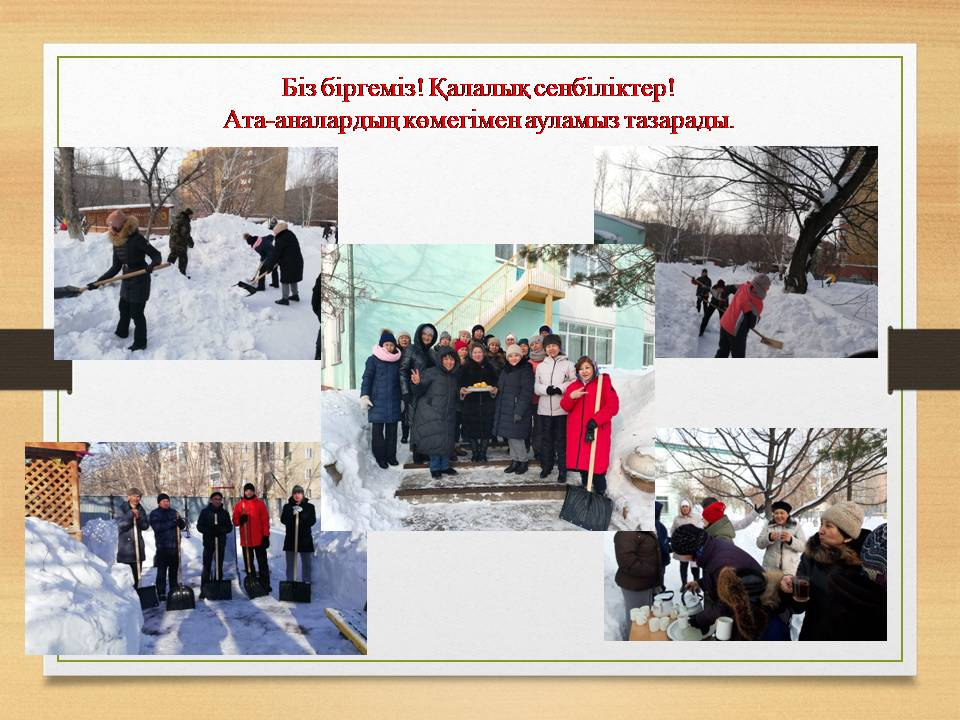 Біз біргеміз! Қалалық сенбіліктер!
Ата-аналардың көмегімен ауламыз тазарады.